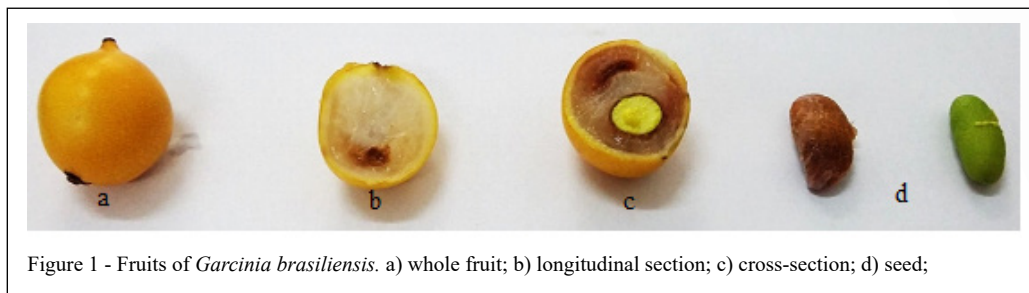 a b c d
Figure 1 - Fruits of Garcinia brasiliensis. a) whole fruit; b) longitudinal section; c) cross-section; d) seed;